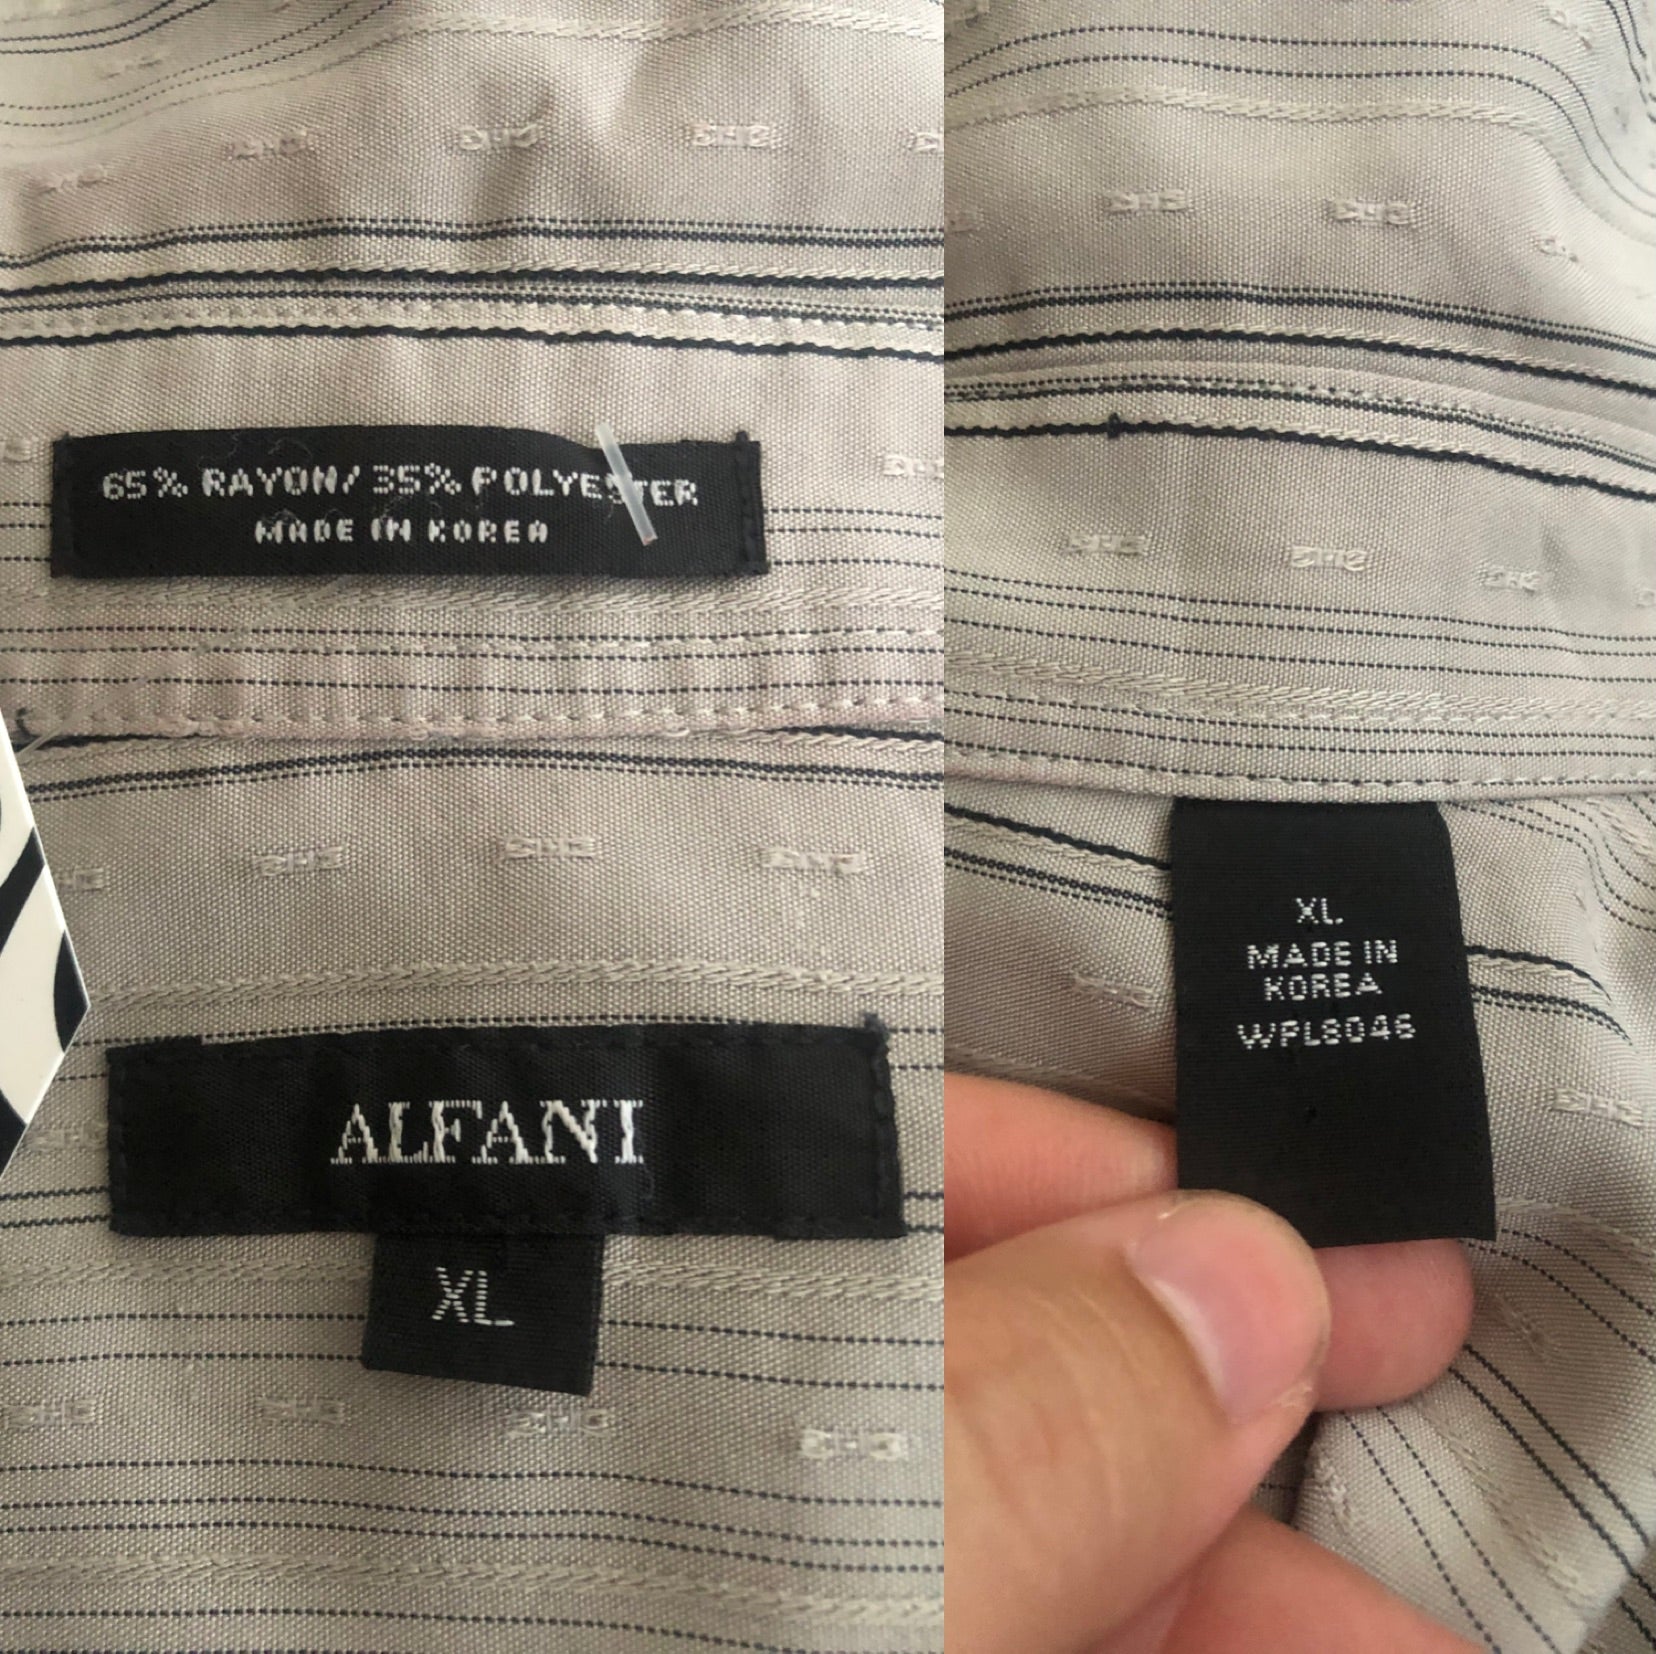 65% RAYON/ 35% POLYESTER
MADE IN KOREA
ALFANI
XL
XL
MADE IN
KOREA
WPL8046